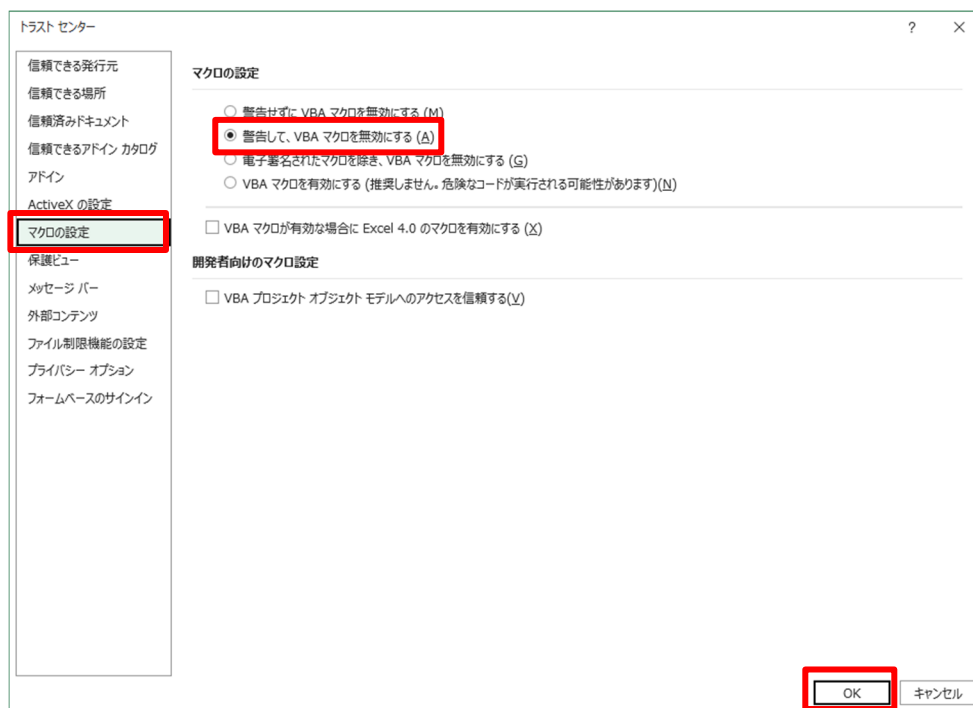 トラスト センター
?
信頼できる発行元
信頼できる場所
信頼済みドキュメント
信頼できるアドイン カタログ
アドイン
ActiveX の設定
マクロの設定
保護ビュー
メッセージ バー
外部コンテンツ
ファイル制限機能の設定
プライバシー オプション
フォームベースのサインイン
マクロの設定
警告せずに VBA マクロを無効にする (M)
警告して、VBA マクロを無効にする (A)
電子署名されたマクロを除き、VBA マクロを無効にする (G)
VBA マクロを有効にする (推奨しません。危険なコードが実行される可能性があります)(N)
VBA マクロが有効な場合に Excel 4.0 のマクロを有効にする (X)
開発者向けのマクロ設定
VBA プロジェクト オブジェクト モデルへのアクセスを信頼する(V)
OK
キャンセル